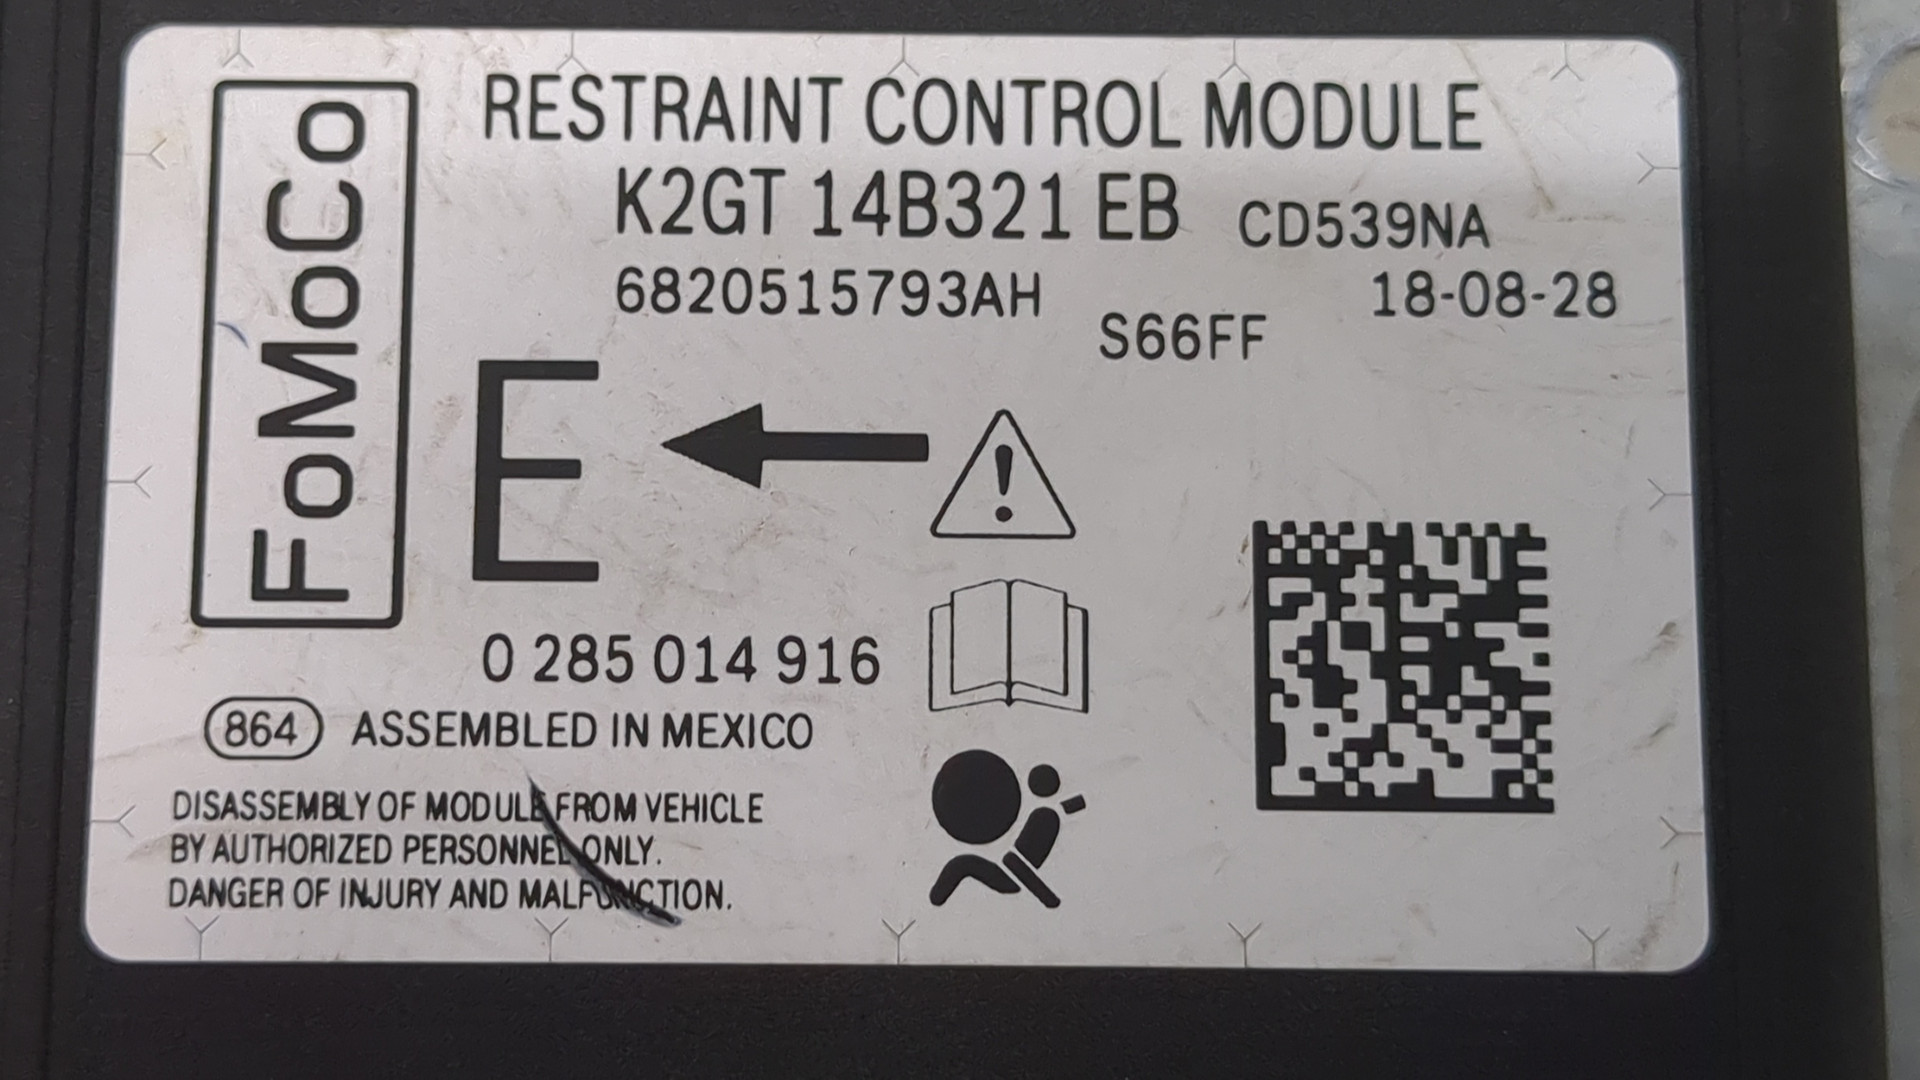 FoMoCo
RESTRAINT CONTROL MODULE
K2GT 14B321 EB CD539NA
6820515793AH 18-08-28
S66FF
E
0 285 014 916
864 ASSEMBLED IN MEXICO
DISASSEMBLY OF MODULE FROM VEHICLE
BY AUTHORIZED PERSONNEL ONLY.
DANGER OF INJURY AND MALFUNCTION.